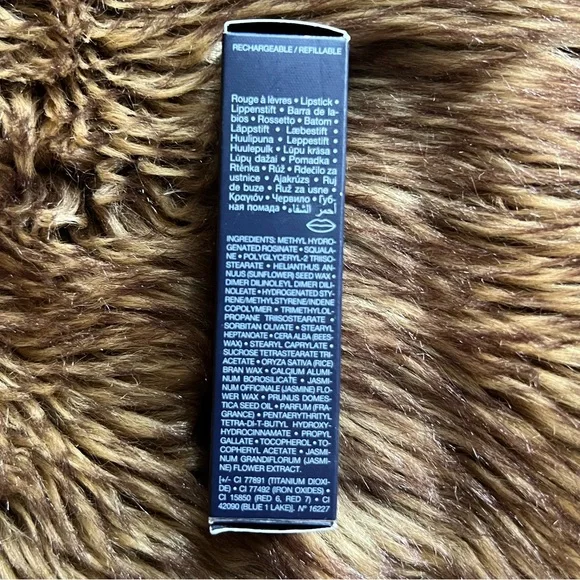 RECHARGEABLE / REFILLABLE
Rouge à lèvres • Lipstick •
Lippenstift • Barra de la-
bios • Rossetto • Batom •
Läppstift • Læbestift •
Huulipuna • Leppestift •
Huulepulk • Lūpu krāsa •
Lūpų dažai • Pomadka •
Rtěnka • Rúž • Rdečilo za
ustnice • Ajakrúzs • Ruj
de buze • Ruž za usne •
Κραγιόν • Червило • Губ-
ная помада • أحمر الشفاه
INGREDIENTS: METHYL HYDRO-
GENATED ROSINATE • SQUALA-
NE • POLYGLYCERYL-2 TRIISO-
STEARATE • HELIANTHUS AN-
NUUS (SUNFLOWER) SEED WAX •
DIMER DILINOLEYL DIMER DILI-
NOLEATE • HYDROGENATED STY-
RENE/METHYLSTYRENE/INDENE
COPOLYMER • TRIMETHYLOL-
PROPANE TRIISOSTEARATE •
SORBITAN OLIVATE • STEARYL
HEPTANOATE • CERA ALBA (BEES-
WAX) • STEARYL CAPRYLATE •
SUCROSE TETRASTEARATE TRI-
ACETATE • ORYZA SATIVA (RICE)
BRAN WAX • CALCIUM ALUMI-
NUM BOROSILICATE • JASMI-
NUM OFFICINALE (JASMINE) FLO-
WER WAX • PRUNUS DOMES-
TICA SEED OIL • PARFUM (FRA-
GRANCE) • PENTAERYTHRITYL
TETRA-DI-T-BUTYL HYDROXY-
HYDROCINNAMATE • PROPYL
GALLATE • TOCOPHEROL • TO-
COPHERYL ACETATE • JASMI-
NUM GRANDIFLORUM (JASMI-
NE) FLOWER EXTRACT.
[+/- CI 77891 (TITANIUM DIOXI-
DE) • CI 77492 (IRON OXIDES) •
CI 15850 (RED 6, RED 7) • CI
42090 (BLUE 1 LAKE)]. N° 16227